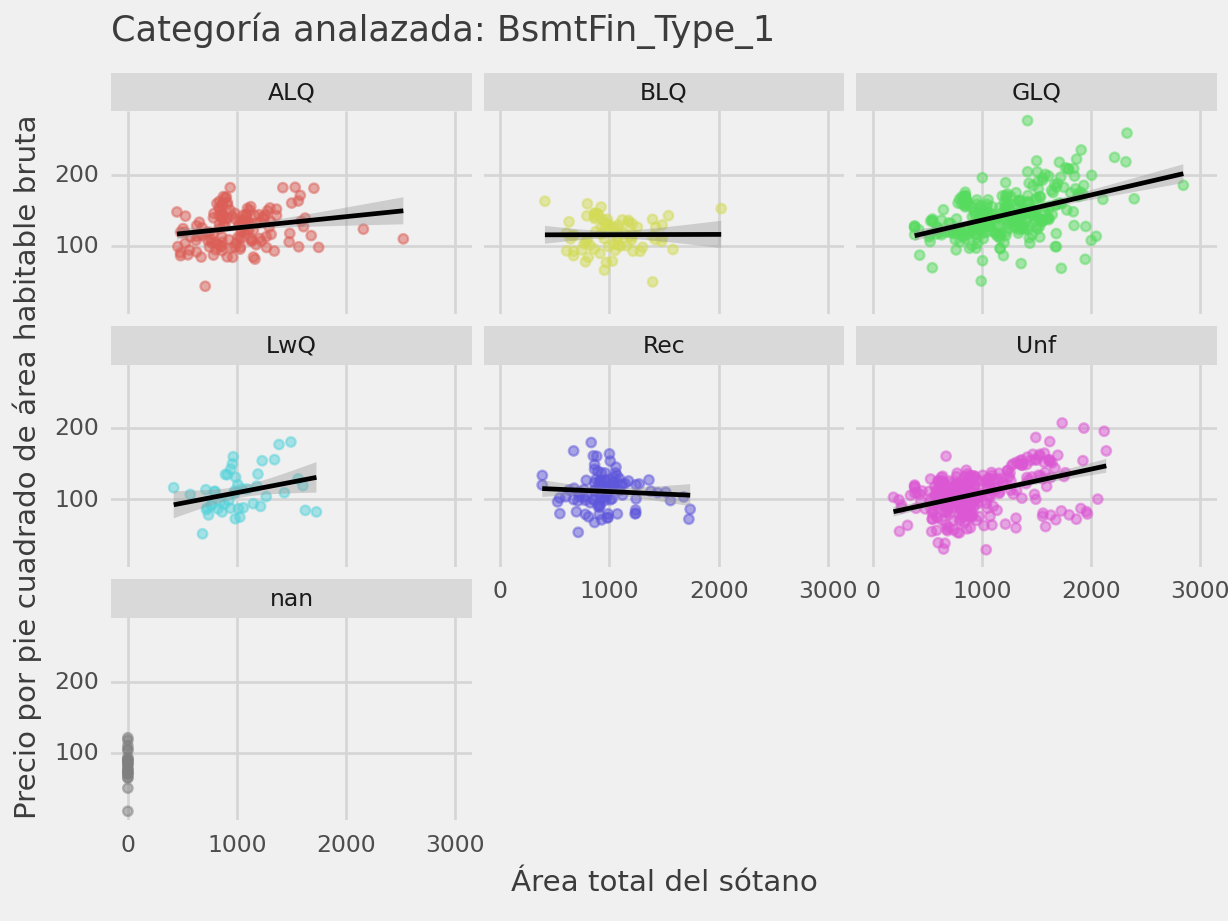 Categoría analazada: BsmtFin_Type_1
ALQ
BLQ
GLQ
200
100
LwQ
Rec
Unf
200
100
0 1000 2000 3000
0 1000 2000 3000
nan
200
100
0 1000 2000 3000
Área total del sótano
Precio por pie cuadrado de área habitable bruta